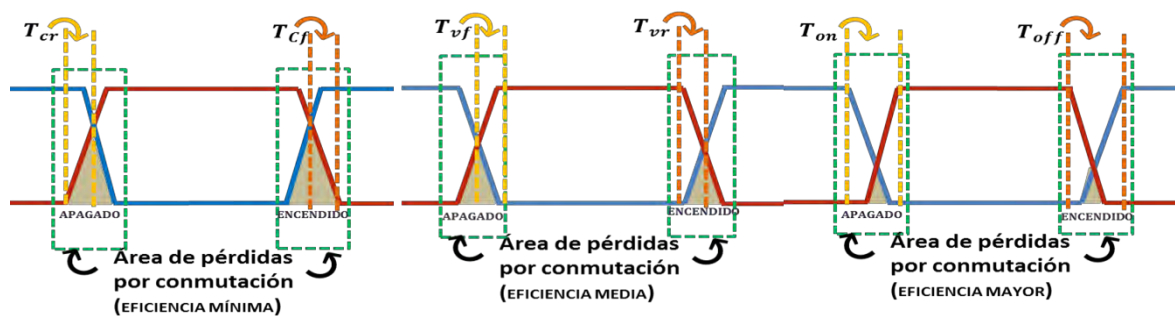 T_cr
T_Cf
T_vf
T_vr
T_on
T_off
APAGADO
ENCENDIDO
APAGADO
ENCENDIDO
APAGADO
ENCENDIDO
Área de pérdidas
por conmutación
(EFICIENCIA MÍNIMA)
Área de pérdidas
por conmutación
(EFICIENCIA MEDIA)
Área de pérdidas
por conmutación
(EFICIENCIA MAYOR)